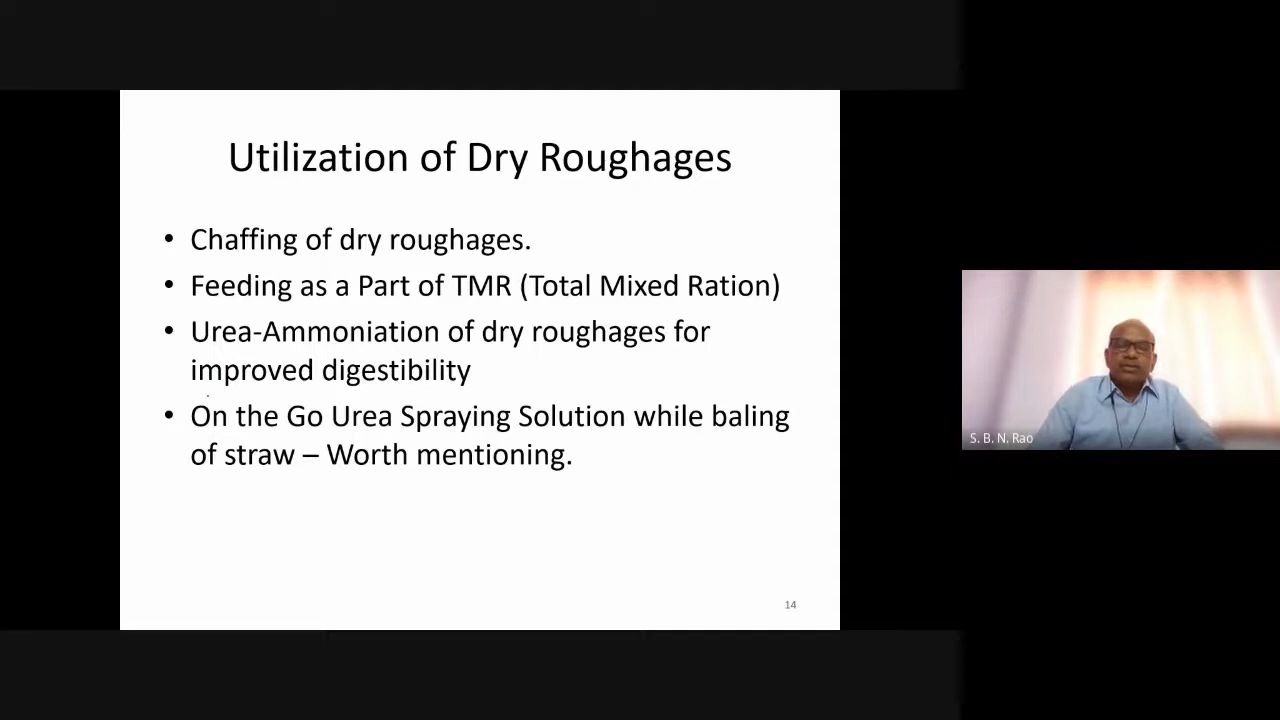 Utilization of Dry Roughages
• Chaffing of dry roughages.
• Feeding as a Part of TMR (Total Mixed Ration)
• Urea-Ammoniation of dry roughages for
improved digestibility
• On the Go Urea Spraying Solution while baling
of straw – Worth mentioning.
14
S. B. N. Rao